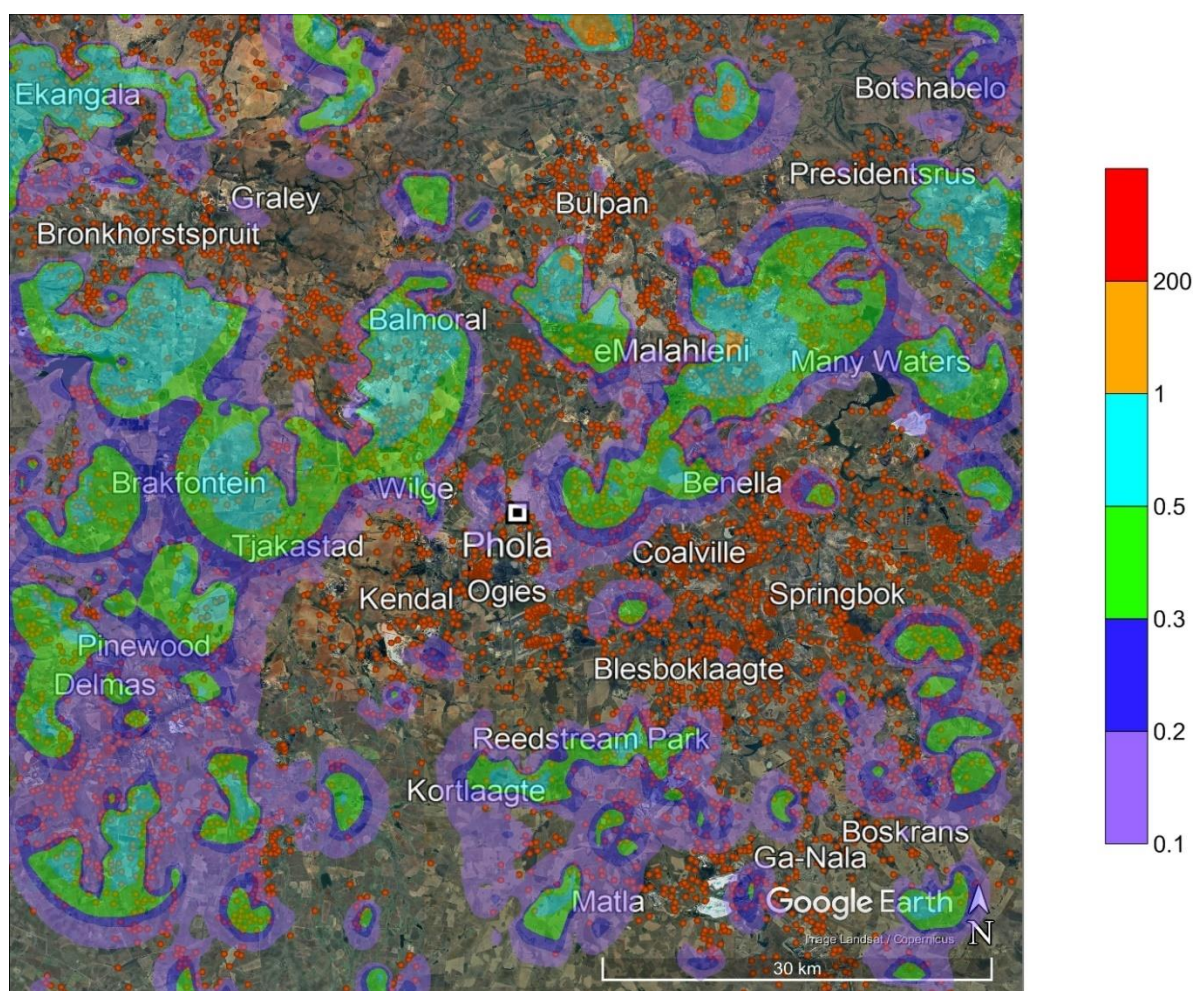 Ekangala
Botshabelo
Presidentsrus
Graley
Bulpan
Bronkhorstspruit
Balmoral
eMalahleni
Many Waters
Brakfontein
Wilge
Benella
Phola
Tjakastad
Coalville
Kendal
Ogies
Springbok
Pinewood
Blesboklaagte
Delmas
Reedstream Park
Kortlaagte
Boskrans
Ga-Nala
Matla
Google Earth
Image Landsat / Copernicus
N
30 km
200
1
0.5
0.3
0.2
0.1